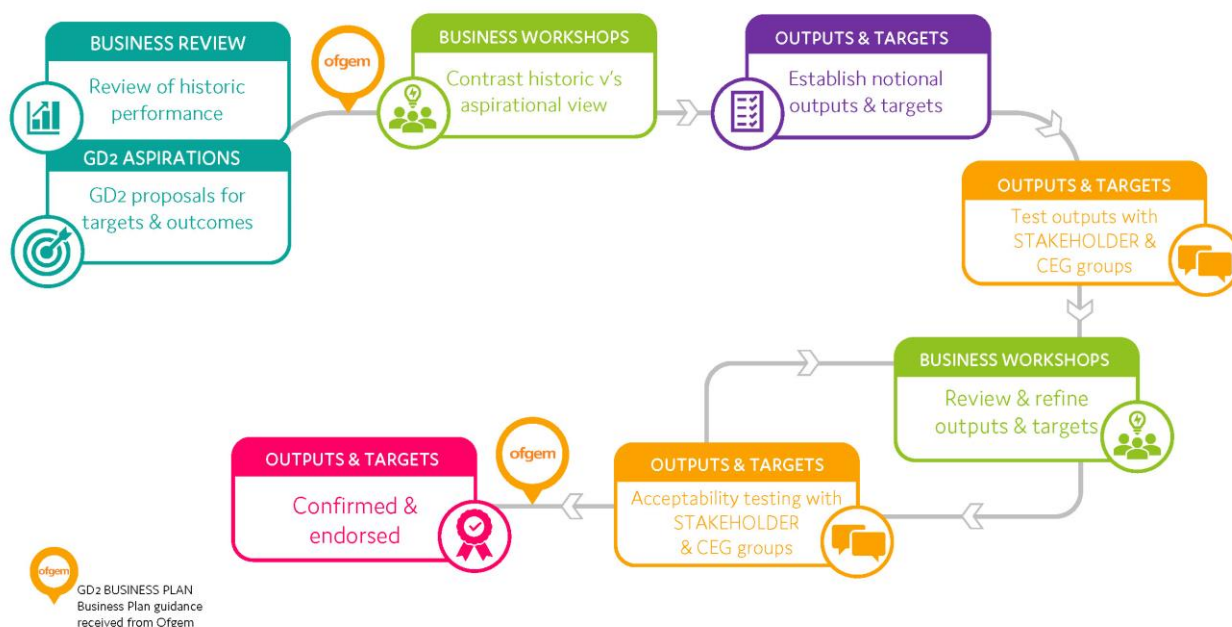 BUSINESS REVIEW
Review of historic
performance
GD2 ASPIRATIONS
GD2 proposals for
targets & outcomes
ofgem
BUSINESS WORKSHOPS
Contrast historic v's
aspirational view
OUTPUTS & TARGETS
Establish notional
outputs & targets
OUTPUTS & TARGETS
Test outputs with
STAKEHOLDER &
CEG groups
BUSINESS WORKSHOPS
Review & refine
outputs & targets
OUTPUTS & TARGETS
Acceptability testing with
STAKEHOLDER
& CEG groups
ofgem
OUTPUTS & TARGETS
Confirmed &
endorsed
ofgem
GD2 BUSINESS PLAN
Business Plan guidance
received from Ofgem